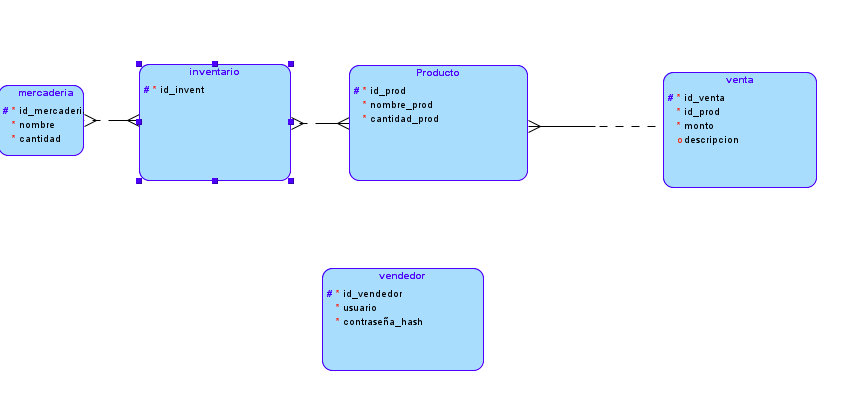 mercaderia
# * id_mercaderi
* nombre
* cantidad
inventario
# * id_invent
Producto
# * id_prod
* nombre_prod
* cantidad_prod
venta
# * id_venta
* id_prod
* monto
o descripcion
vendedor
# * id_vendedor
* usuario
* contraseña_hash